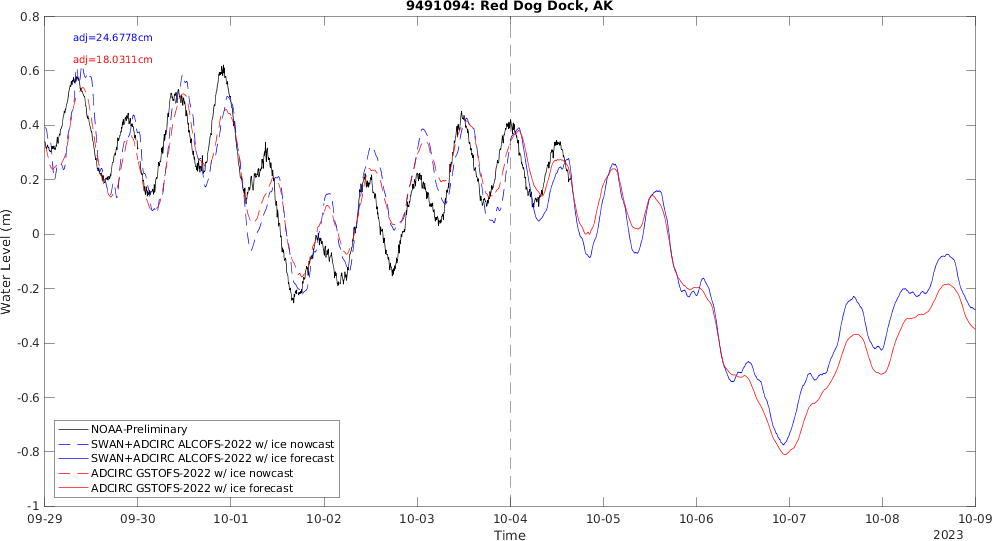 9491094: Red Dog Dock, AK
adj=24.6778cm
adj=18.0311cm
0.8
0.6
0.4
0.2
0
-0.2
-0.4
-0.6
-0.8
-1
Water Level (m)
NOAA-Preliminary
SWAN+ADCIRC ALCOFS-2022 w/ ice nowcast
SWAN+ADCIRC ALCOFS-2022 w/ ice forecast
ADCIRC GSTOFS-2022 w/ ice nowcast
ADCIRC GSTOFS-2022 w/ ice forecast
09-29 09-30 10-01 10-02 10-03 10-04 10-05 10-06 10-07 10-08 10-09
Time
2023